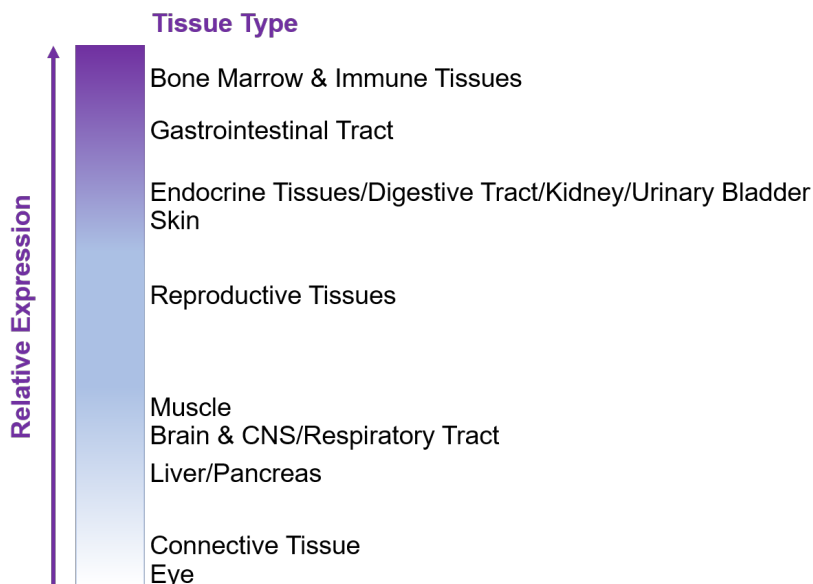 Tissue Type
Bone Marrow & Immune Tissues
Gastrointestinal Tract
Endocrine Tissues/Digestive Tract/Kidney/Urinary Bladder
Skin
Reproductive Tissues
Muscle
Brain & CNS/Respiratory Tract
Liver/Pancreas
Connective Tissue
Eye
Relative Expression